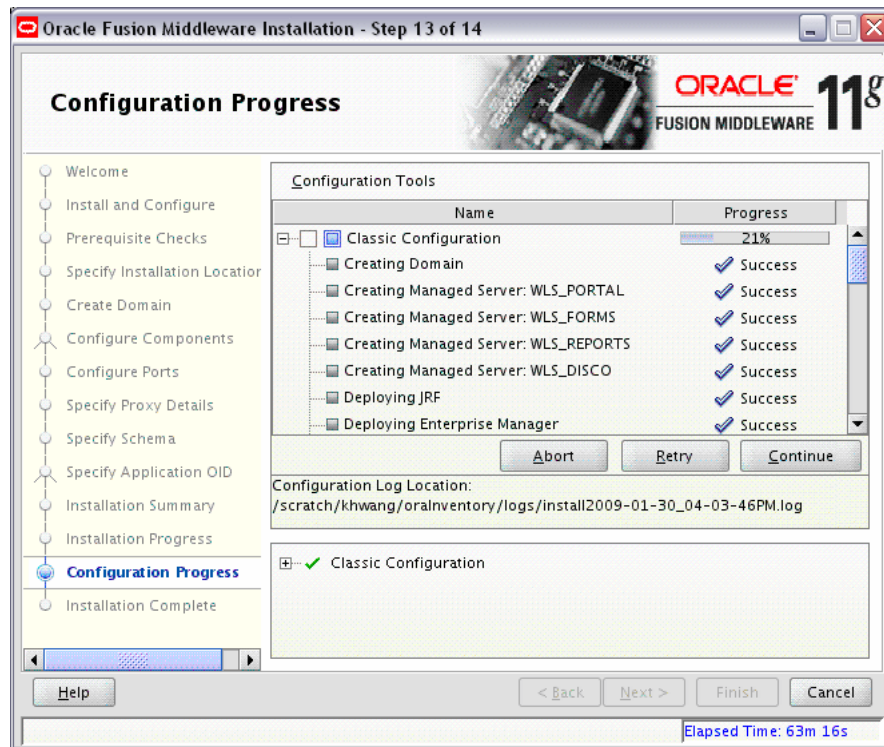 Oracle Fusion Middleware Installation - Step 13 of 14
Configuration Progress
ORACLE
FUSION MIDDLEWARE
11g
Welcome
Install and Configure
Prerequisite Checks
Specify Installation Location
Create Domain
Configure Components
Configure Ports
Specify Proxy Details
Specify Schema
Specify Application OID
Installation Summary
Installation Progress
Configuration Progress
Installation Complete
Configuration Tools
Name Progress
Classic Configuration 21%
Creating Domain Success
Creating Managed Server: WLS_PORTAL Success
Creating Managed Server: WLS_FORMS Success
Creating Managed Server: WLS_REPORTS Success
Creating Managed Server: WLS_DISCO Success
Deploying JRF Success
Deploying Enterprise Manager Success
Abort Retry Continue
Configuration Log Location:
/scratch/khwang/oraInventory/logs/install2009-01-30_04-03-46PM.log
Classic Configuration
Help < Back Next > Finish Cancel
Elapsed Time: 63m 16s